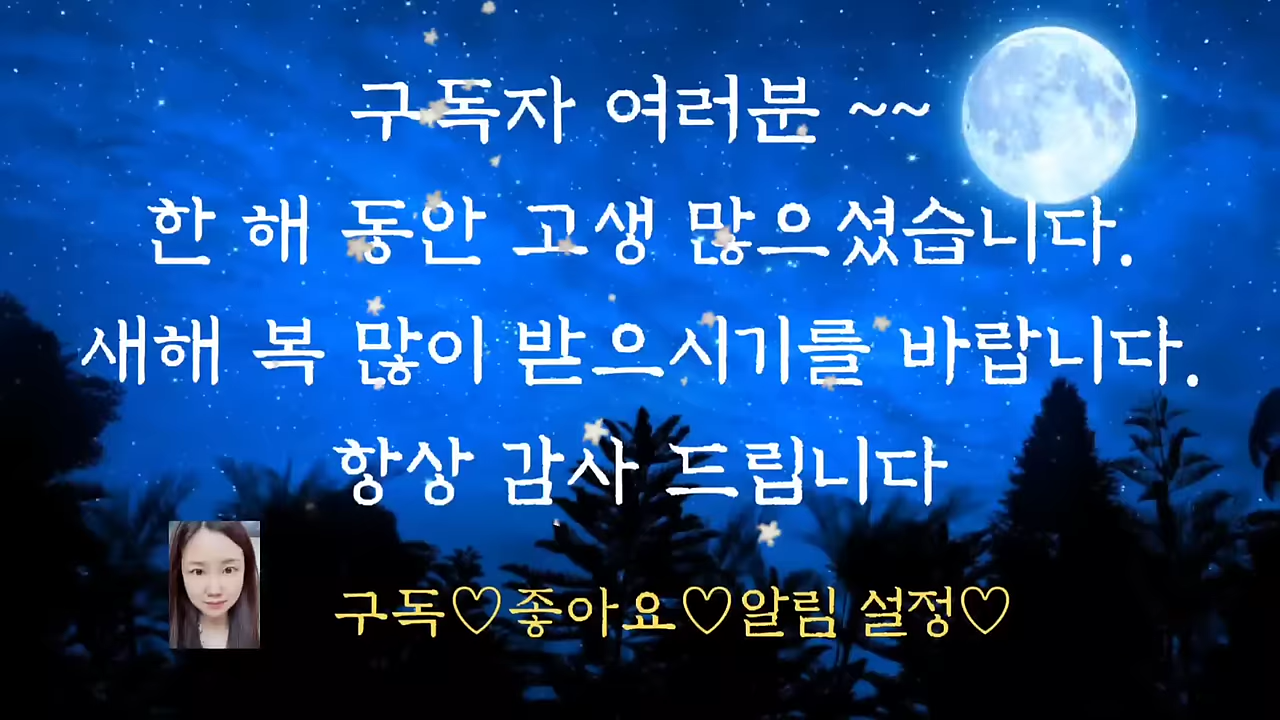 구독자 여러분 ~~
한 해 동안 고생 많으셨습니다.
새해 복 많이 받으시기를 바랍니다.
항상 감사 드립니다
구독♡좋아요♡알림 설정♡